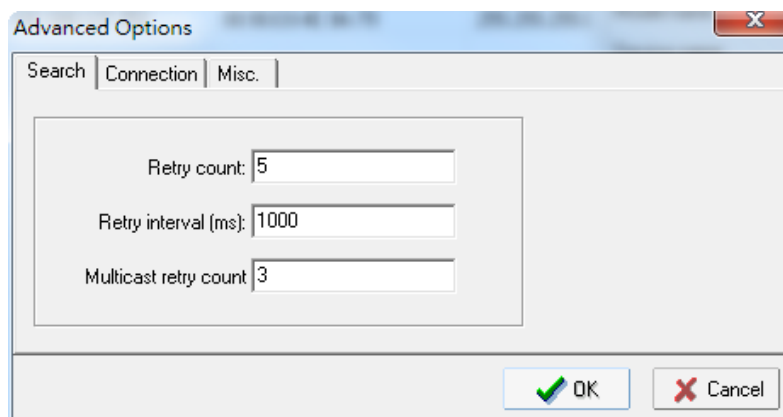 Advanced Options
Search Connection Misc.
Retry count: 5
Retry interval (ms): 1000
Multicast retry count 3
OK Cancel